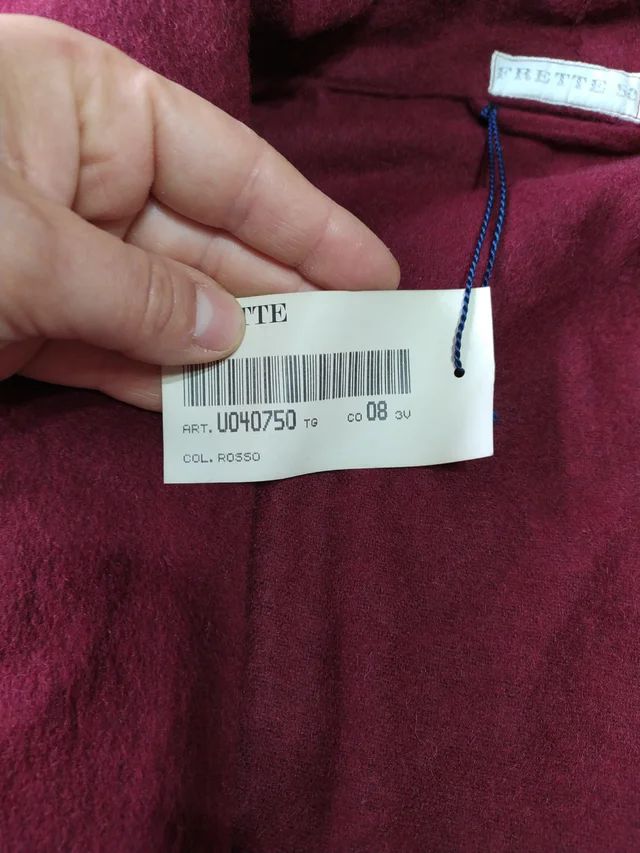 FRETTE
TTE
ART. U040750 TG CO 08 3V
COL. ROSSO